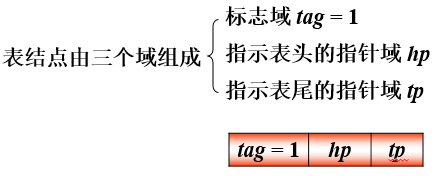 标志域 tag = 1
表结点由三个域组成
指示表头的指针域 hp
指示表尾的指针域 tp
tag = 1 hp tp